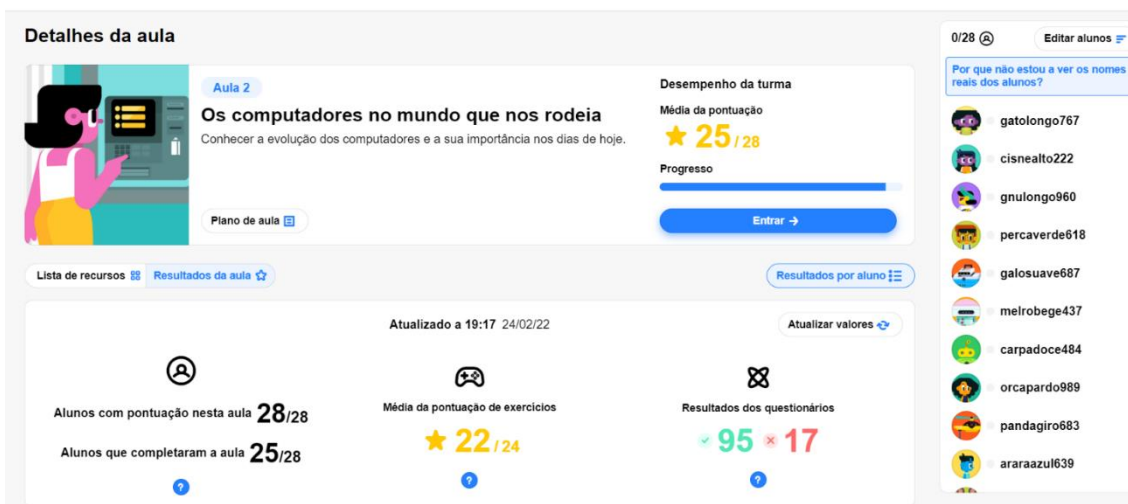 Detalhes da aula
Aula 2
Os computadores no mundo que nos rodeia
Conhecer a evolução dos computadores e a sua importância nos dias de hoje.
Plano de aula
Desempenho da turma
Média da pontuação
25/28
Progresso
Entrar →
Lista de recursos
Resultados da aula
Resultados por aluno
Atualizado a 19:17 24/02/22
Atualizar valores
Alunos com pontuação nesta aula 28/28
Alunos que completaram a aula 25/28
?
Média da pontuação de exercícios
22/24
?
Resultados dos questionários
95 17
?
0/28
Editar alunos
Por que não estou a ver os nomes
reais dos alunos?
gatolongo767
cisnealto222
gnulongo960
percaverde618
galosuave687
melrobege437
carpadoce484
orcapardo989
pandagiro683
araraazul639